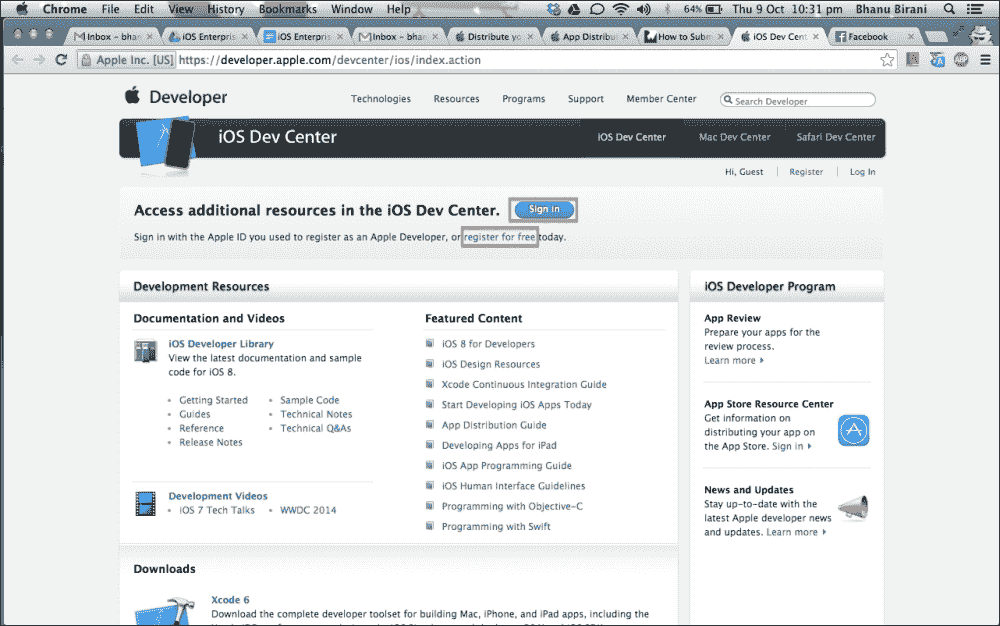 Chrome File Edit View History Bookmarks Window Help 64% Thu 9 Oct 10:31 pm Bhanu Birani
Inbox – bha iOS Enterpris iOS Enterpris Inbox – bha Distribute yo App Distribu How to Subm iOS Dev Cent Facebook
Apple Inc. [US] https://developer.apple.com/devcenter/ios/index.action ABP
Developer Technologies Resources Programs Support Member Center Search Developer
iOS Dev Center iOS Dev Center Mac Dev Center Safari Dev Center
Hi, Guest Register Log In
Access additional resources in the iOS Dev Center. Sign in
Sign in with the Apple ID you used to register as an Apple Developer, or register for free today.
Development Resources
Documentation and Videos
iOS Developer Library
View the latest documentation and sample
code for iOS 8.
• Getting Started • Sample Code
• Guides • Technical Notes
• Reference • Technical Q&As
• Release Notes
Development Videos
• iOS 7 Tech Talks • WWDC 2014
Featured Content
iOS 8 for Developers
iOS Design Resources
Xcode Continuous Integration Guide
Start Developing iOS Apps Today
App Distribution Guide
Developing Apps for iPad
iOS App Programming Guide
iOS Human Interface Guidelines
Programming with Objective-C
Programming with Swift
iOS Developer Program
App Review
Prepare your apps for the
review process.
Learn more
App Store Resource Center
Get information on
distributing your app on
the App Store. Sign in
News and Updates
Stay up-to-date with the
latest Apple developer news
and updates. Learn more
Downloads
Xcode 6
Download the complete developer toolset for building Mac, iPhone, and iPad apps, including the